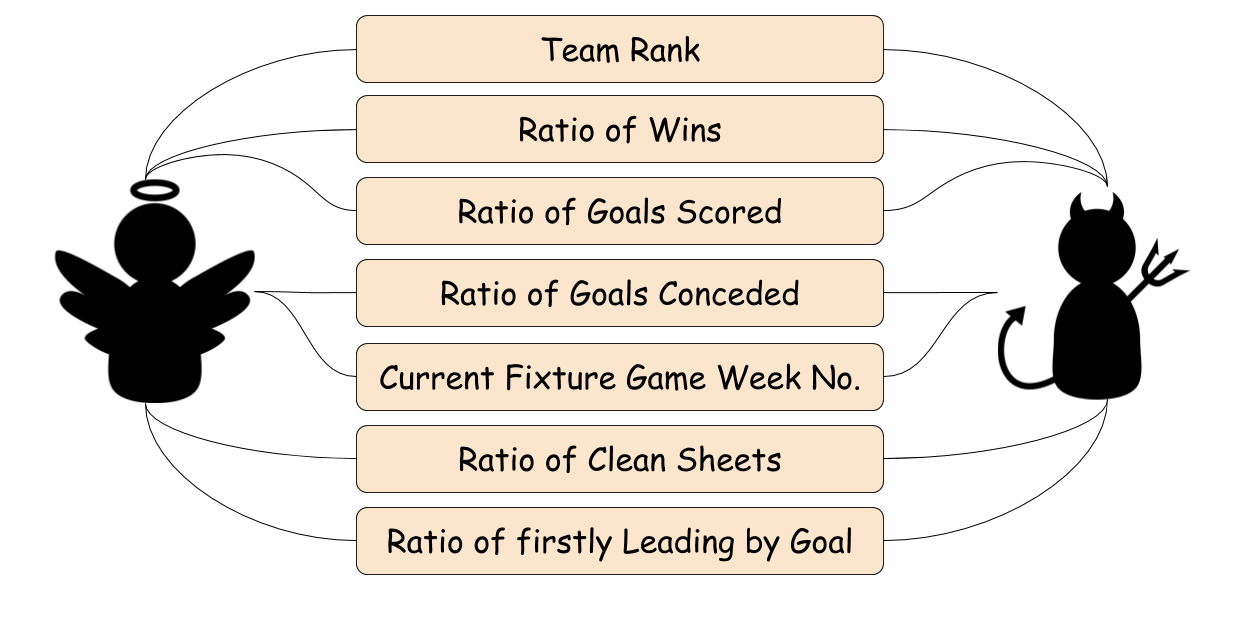 Team Rank
Ratio of Wins
Ratio of Goals Scored
Ratio of Goals Conceded
Current Fixture Game Week No.
Ratio of Clean Sheets
Ratio of firstly Leading by Goal